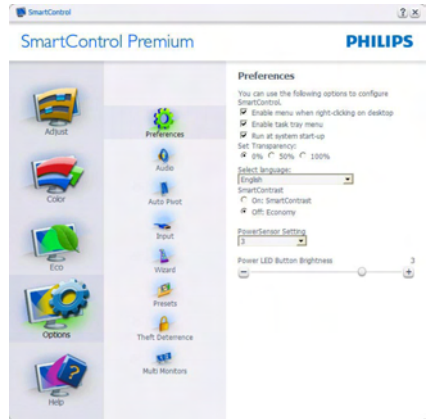 SmartControl
SmartControl Premium
PHILIPS
Adjust
Color
Eco
Options
Help
Preferences
Audio
Auto Pivot
Input
Wizard
Presets
Theft Deterrence
Multi Monitors
Preferences
You can use the following options to configure
SmartControl.
Enable menu when right-clicking on desktop
Enable task tray menu
Run at system start-up
Set Transparency:
0% 50% 100%
Select language:
English
SmartContrast
On: SmartContrast
Off: Economy
PowerSensor Setting
3
Power LED Button Brightness 3